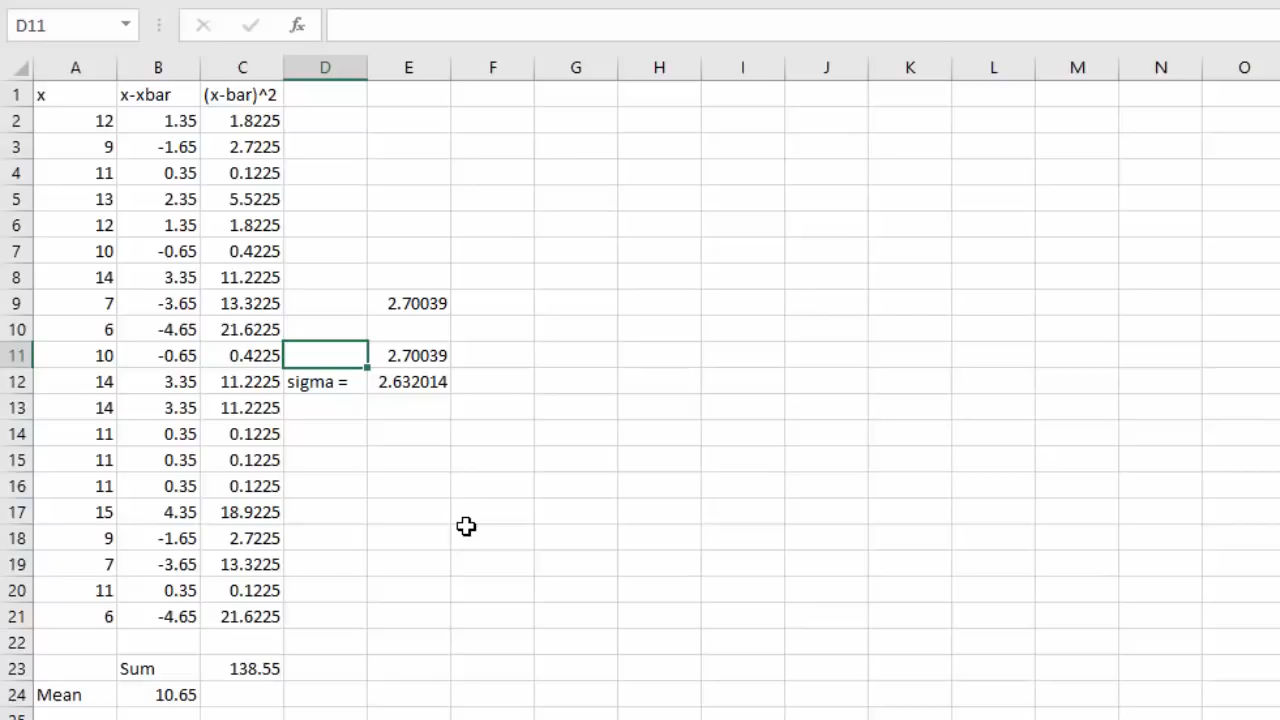 D11 fx
A B C D E F G H I J K L M N O
1 x x-xbar (x-bar)^2
2 12 1.35 1.8225
3 9 -1.65 2.7225
4 11 0.35 0.1225
5 13 2.35 5.5225
6 12 1.35 1.8225
7 10 -0.65 0.4225
8 14 3.35 11.2225
9 7 -3.65 13.3225 2.70039
10 6 -4.65 21.6225
11 10 -0.65 0.4225 2.70039
12 14 3.35 11.2225 sigma = 2.632014
13 14 3.35 11.2225
14 11 0.35 0.1225
15 11 0.35 0.1225
16 11 0.35 0.1225
17 15 4.35 18.9225
18 9 -1.65 2.7225
19 7 -3.65 13.3225
20 11 0.35 0.1225
21 6 -4.65 21.6225
22
23 Sum 138.55
24 Mean 10.65
25